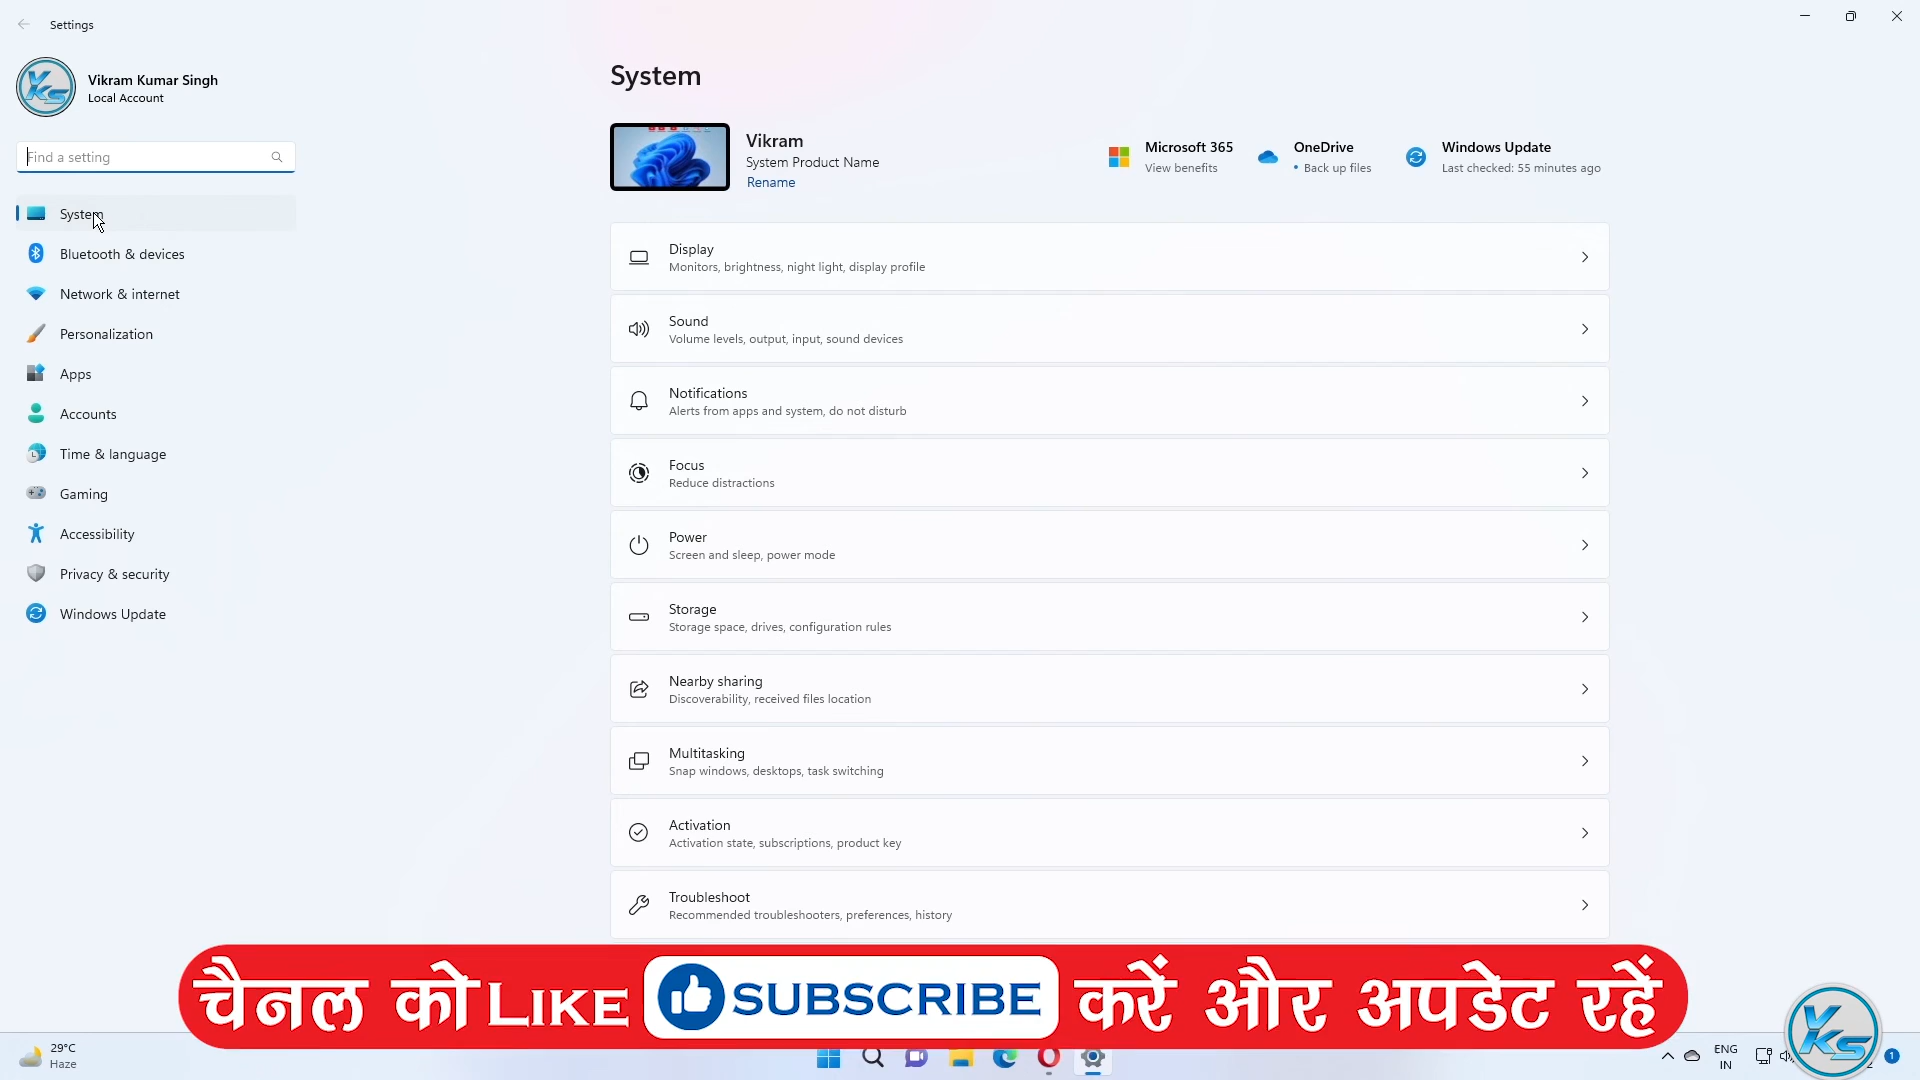 Settings
Vikram Kumar Singh
Local Account
Find a setting
System
Bluetooth & devices
Network & internet
Personalization
Apps
Accounts
Time & language
Gaming
Accessibility
Privacy & security
Windows Update
System
Vikram
System Product Name
Rename
Microsoft 365
View benefits
OneDrive
• Back up files
Windows Update
Last checked: 55 minutes ago
Display
Monitors, brightness, night light, display profile
Sound
Volume levels, output, input, sound devices
Notifications
Alerts from apps and system, do not disturb
Focus
Reduce distractions
Power
Screen and sleep, power mode
Storage
Storage space, drives, configuration rules
Nearby sharing
Discoverability, received files location
Multitasking
Snap windows, desktops, task switching
Activation
Activation state, subscriptions, product key
Troubleshoot
Recommended troubleshooters, preferences, history
चैनल को LIKE SUBSCRIBE करें और अपडेट रहें
29°C
Haze
ENG
IN
VKS
1